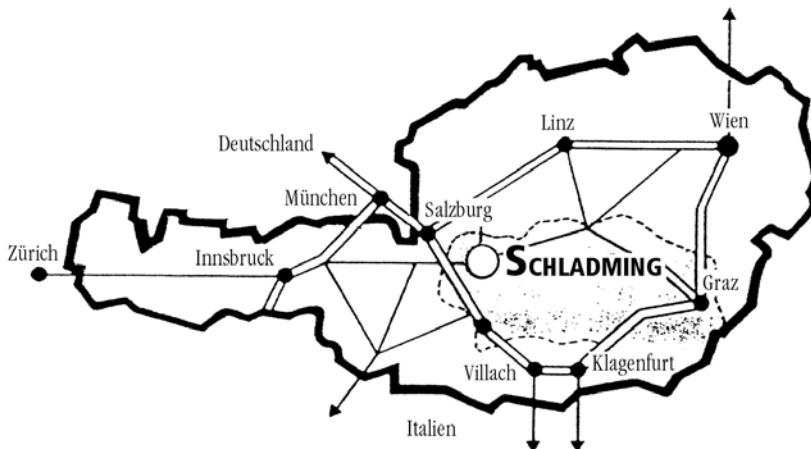 Linz
Wien
Deutschland
München
Salzburg
Zürich
Innsbruck
SCHLADMING
Graz
Villach
Klagenfurt
Italien